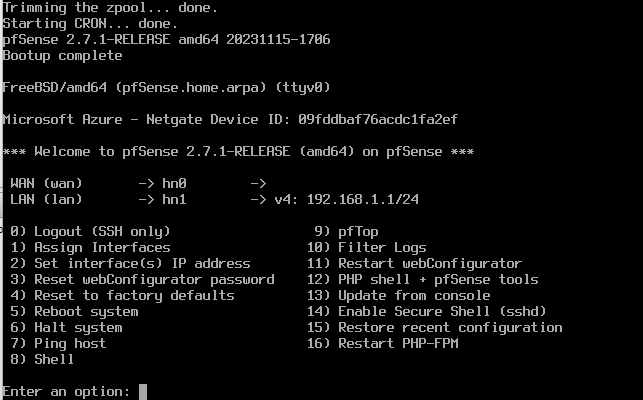 Trimming the zpool... done.
Starting CRON... done.
pfSense 2.7.1-RELEASE amd64 20231115-1706
Bootup complete

FreeBSD/amd64 (pfSense.home.arpa) (ttyv0)

Microsoft Azure - Netgate Device ID: 09fddbaf76acdc1fa2ef

*** Welcome to pfSense 2.7.1-RELEASE (amd64) on pfSense ***

 WAN (wan)       -> hn0        ->
 LAN (lan)       -> hn1        -> v4: 192.168.1.1/24

 0) Logout (SSH only)                  9) pfTop
 1) Assign Interfaces                 10) Filter Logs
 2) Set interface(s) IP address       11) Restart webConfigurator
 3) Reset webConfigurator password    12) PHP shell + pfSense tools
 4) Reset to factory defaults         13) Update from console
 5) Reboot system                     14) Enable Secure Shell (sshd)
 6) Halt system                       15) Restore recent configuration
 7) Ping host                         16) Restart PHP-FPM
 8) Shell

Enter an option: